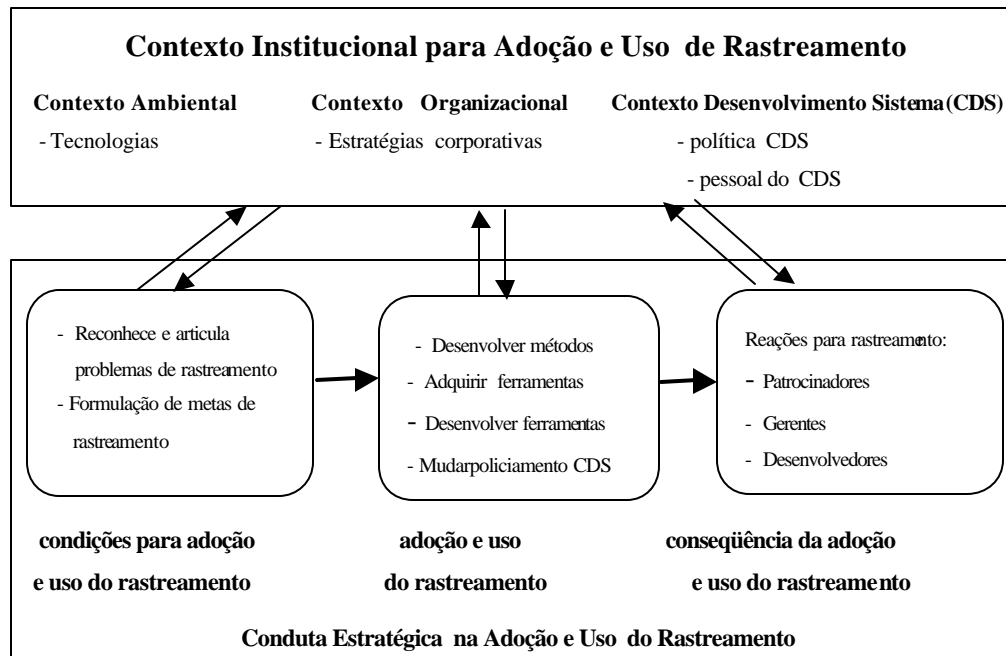 Contexto Institucional para Adoção e Uso de Rastreamento
Contexto Ambiental
- Tecnologias
Contexto Organizacional
- Estratégias corporativas
Contexto Desenvolvimento Sistema (CDS)
- política CDS
- pessoal do CDS
- Reconhece e articula
problemas de rastreamento
- Formulação de metas de
rastreamento
- Desenvolver métodos
- Adquirir ferramentas
- Desenvolver ferramentas
- Mudarpoliciamento CDS
Reações para rastreamento:
- Patrocinadores
- Gerentes
- Desenvolvedores
condições para adoção
e uso do rastreamento
adoção e uso
do rastreamento
conseqüência da adoção
e uso do rastreamento
Conduta Estratégica na Adoção e Uso do Rastreamento